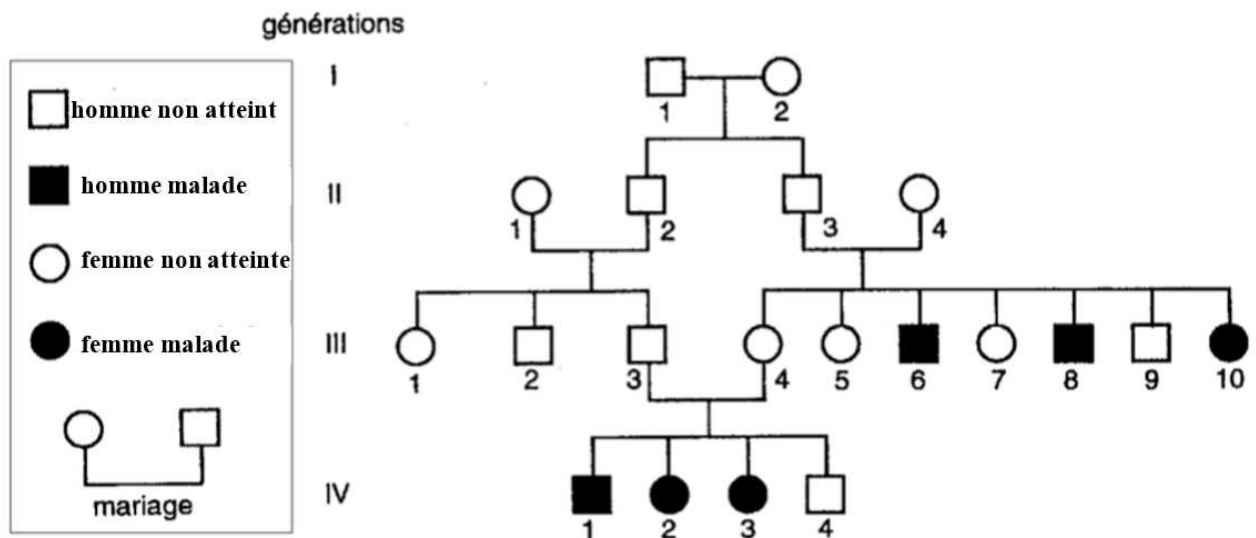 générations
homme non atteint
homme malade
femme non atteinte
femme malade
mariage
I
1 2
II
1 2 3 4
III
1 2 3 4 5 6 7 8 9 10
IV
1 2 3 4